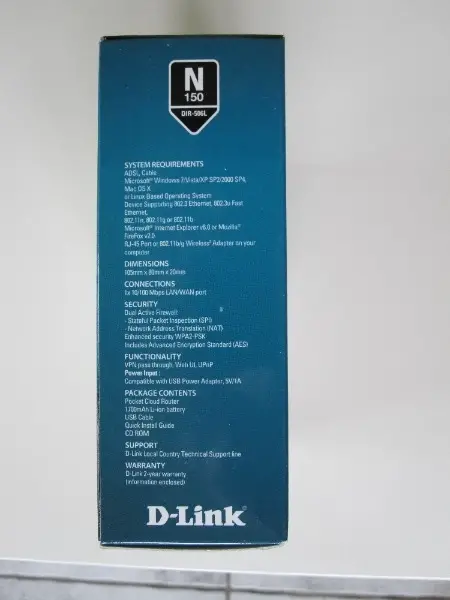 N
150
DIR-506L
SYSTEM REQUIREMENTS
ADSL, Cable
Microsoft® Windows 7/Vista/XP SP2/2000 SP4,
Mac OS X
or Linux Based Operating System
Device Supporting 802.3 Ethernet, 802.3u Fast
Ethernet,
802.11n, 802.11g or 802.11b
Microsoft® Internet Explorer v6.0 or Mozilla®
FireFox v2.0
RJ-45 Port or 802.11b/g Wireless® Adapter on your
computer
DIMENSIONS
105mm x 80mm x 20mm
CONNECTIONS
1x 10/100 Mbps LAN/WAN port
SECURITY
Dual Active Firewall
- Stateful Packet Inspection (SPI)
- Network Address Translation (NAT)
Enhanced security WPA2-PSK
Includes Advanced Encryption Standard (AES)
FUNCTIONALITY
VPN pass through, Web UI, UPnP
Power Input :
Compatible with USB Power Adapter, 5V/1A
PACKAGE CONTENTS
Pocket Cloud Router
1700mAh Li-ion battery
USB Cable
Quick Install Guide
CD ROM
SUPPORT
D-Link Local Country Technical Support line
WARRANTY
D-Link 2-year warranty
(information enclosed)
D-Link